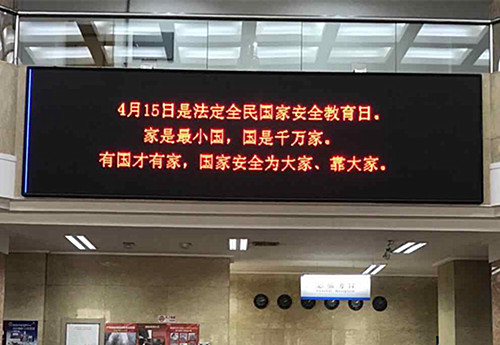 4月15日是法定全民国家安全教育日。
家是最小国，国是千万家。
有国才有家，国家安全为大家、靠大家。